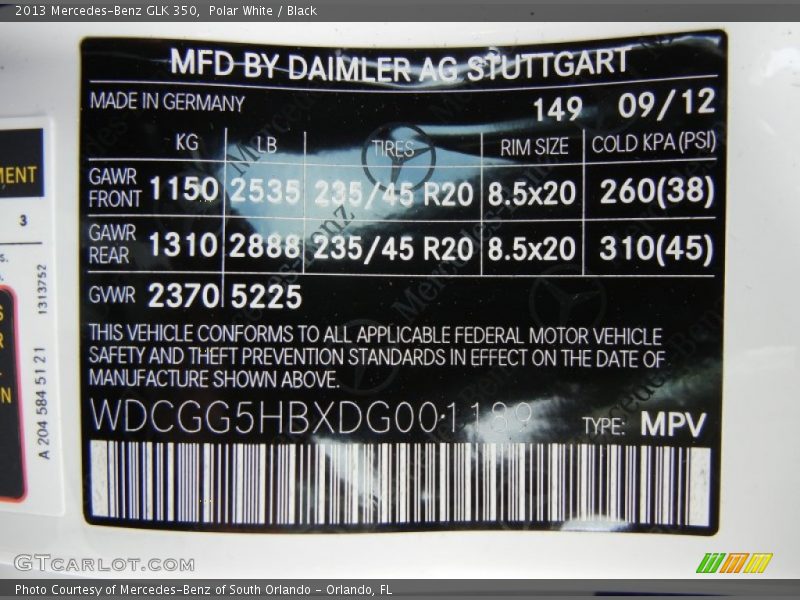 2013 Mercedes-Benz GLK 350,  Polar White / Black
MFD BY DAIMLER AG STUTTGART
MADE IN GERMANY 149 09/12
KG LB TIRES RIM SIZE COLD KPA (PSI)
GAWR FRONT 1150 2535 235/45 R20 8.5x20 260(38)
GAWR REAR 1310 2888 235/45 R20 8.5x20 310(45)
GVWR 2370 5225
THIS VEHICLE CONFORMS TO ALL APPLICABLE FEDERAL MOTOR VEHICLE
SAFETY AND THEFT PREVENTION STANDARDS IN EFFECT ON THE DATE OF
MANUFACTURE SHOWN ABOVE.
WDCGG5HBXDG001189 TYPE: MPV
3
1313752
A 204 584 51 21
GTCARLOT.COM
Photo Courtesy of Mercedes-Benz of South Orlando - Orlando, FL